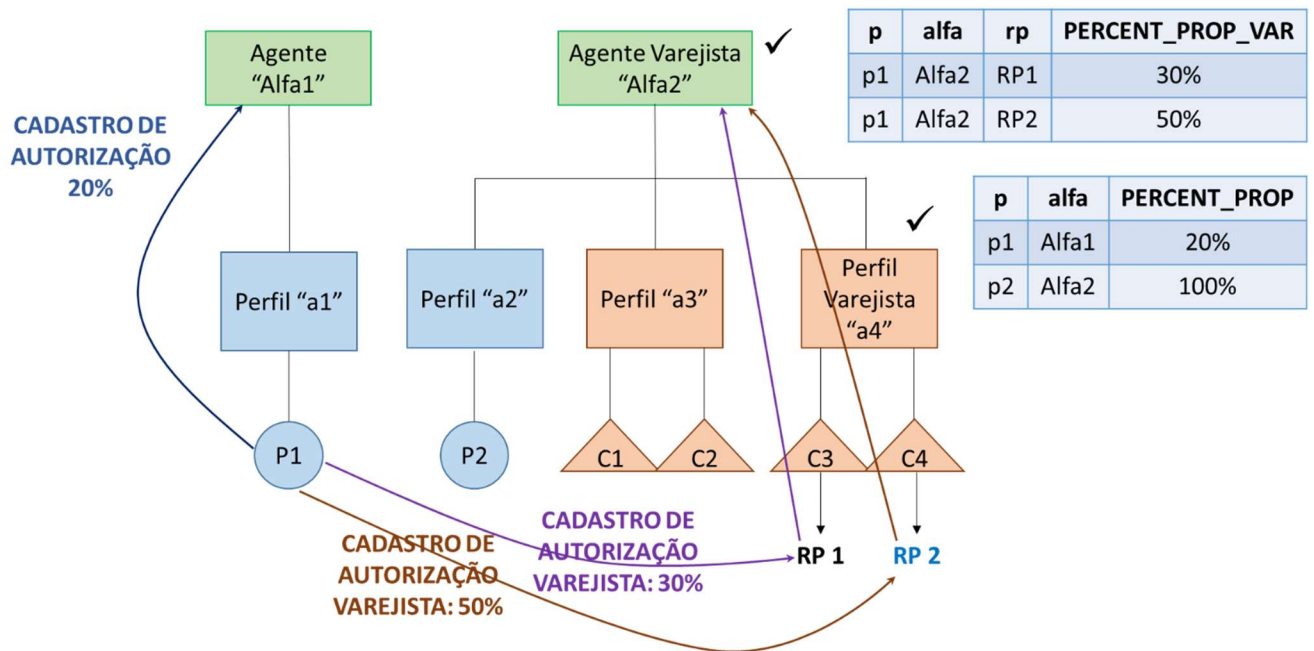 Agente
“Alfa1”
Agente Varejista
“Alfa2”
✓
p alfa rp PERCENT_PROP_VAR
p1 Alfa2 RP1 30%
p1 Alfa2 RP2 50%
CADASTRO DE
AUTORIZAÇÃO
20%
p alfa PERCENT_PROP
p1 Alfa1 20%
p2 Alfa2 100%
✓
Perfil “a1”
Perfil “a2”
Perfil “a3”
Perfil
Varejista
“a4”
P1
P2
C1
C2
C3
C4
CADASTRO DE
AUTORIZAÇÃO
VAREJISTA: 50%
CADASTRO DE
AUTORIZAÇÃO
VAREJISTA: 30%
RP 1
RP 2